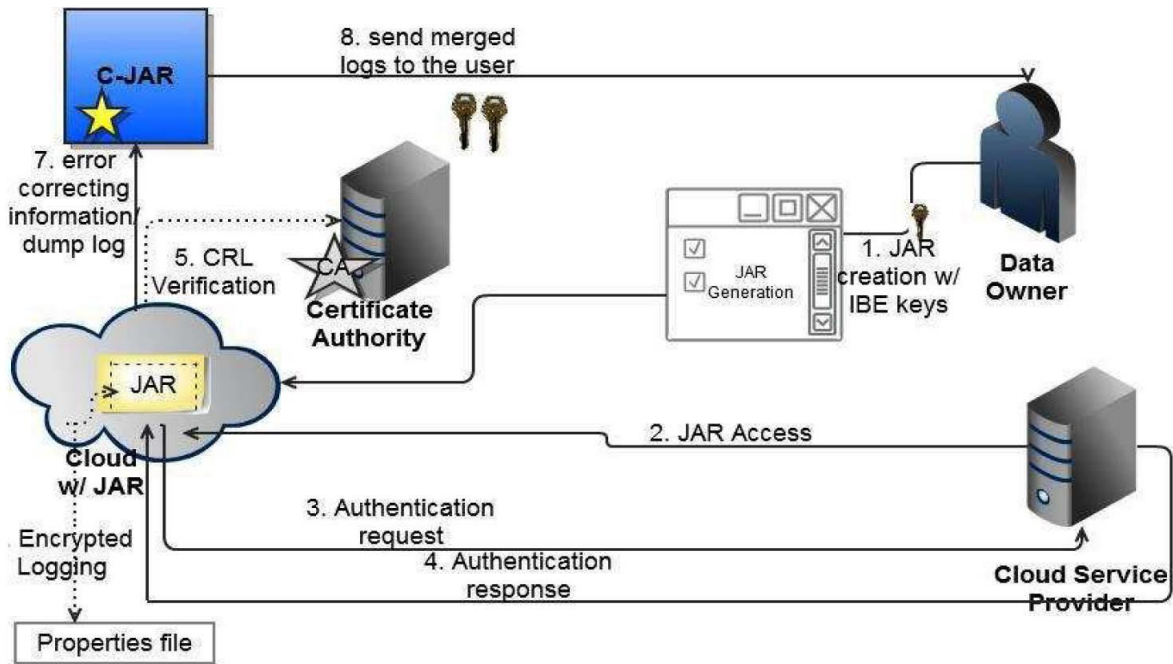 8. send merged
logs to the user
C-JAR
7. error
correcting
information/
dump log
5. CRL
Verification
CA
Certificate
Authority
JAR
Generation
1. JAR
creation w/
IBE keys
Data
Owner
JAR
Cloud
w/ JAR
2. JAR Access
3. Authentication
request
4. Authentication
response
Cloud Service
Provider
. Encrypted
Logging
Properties file